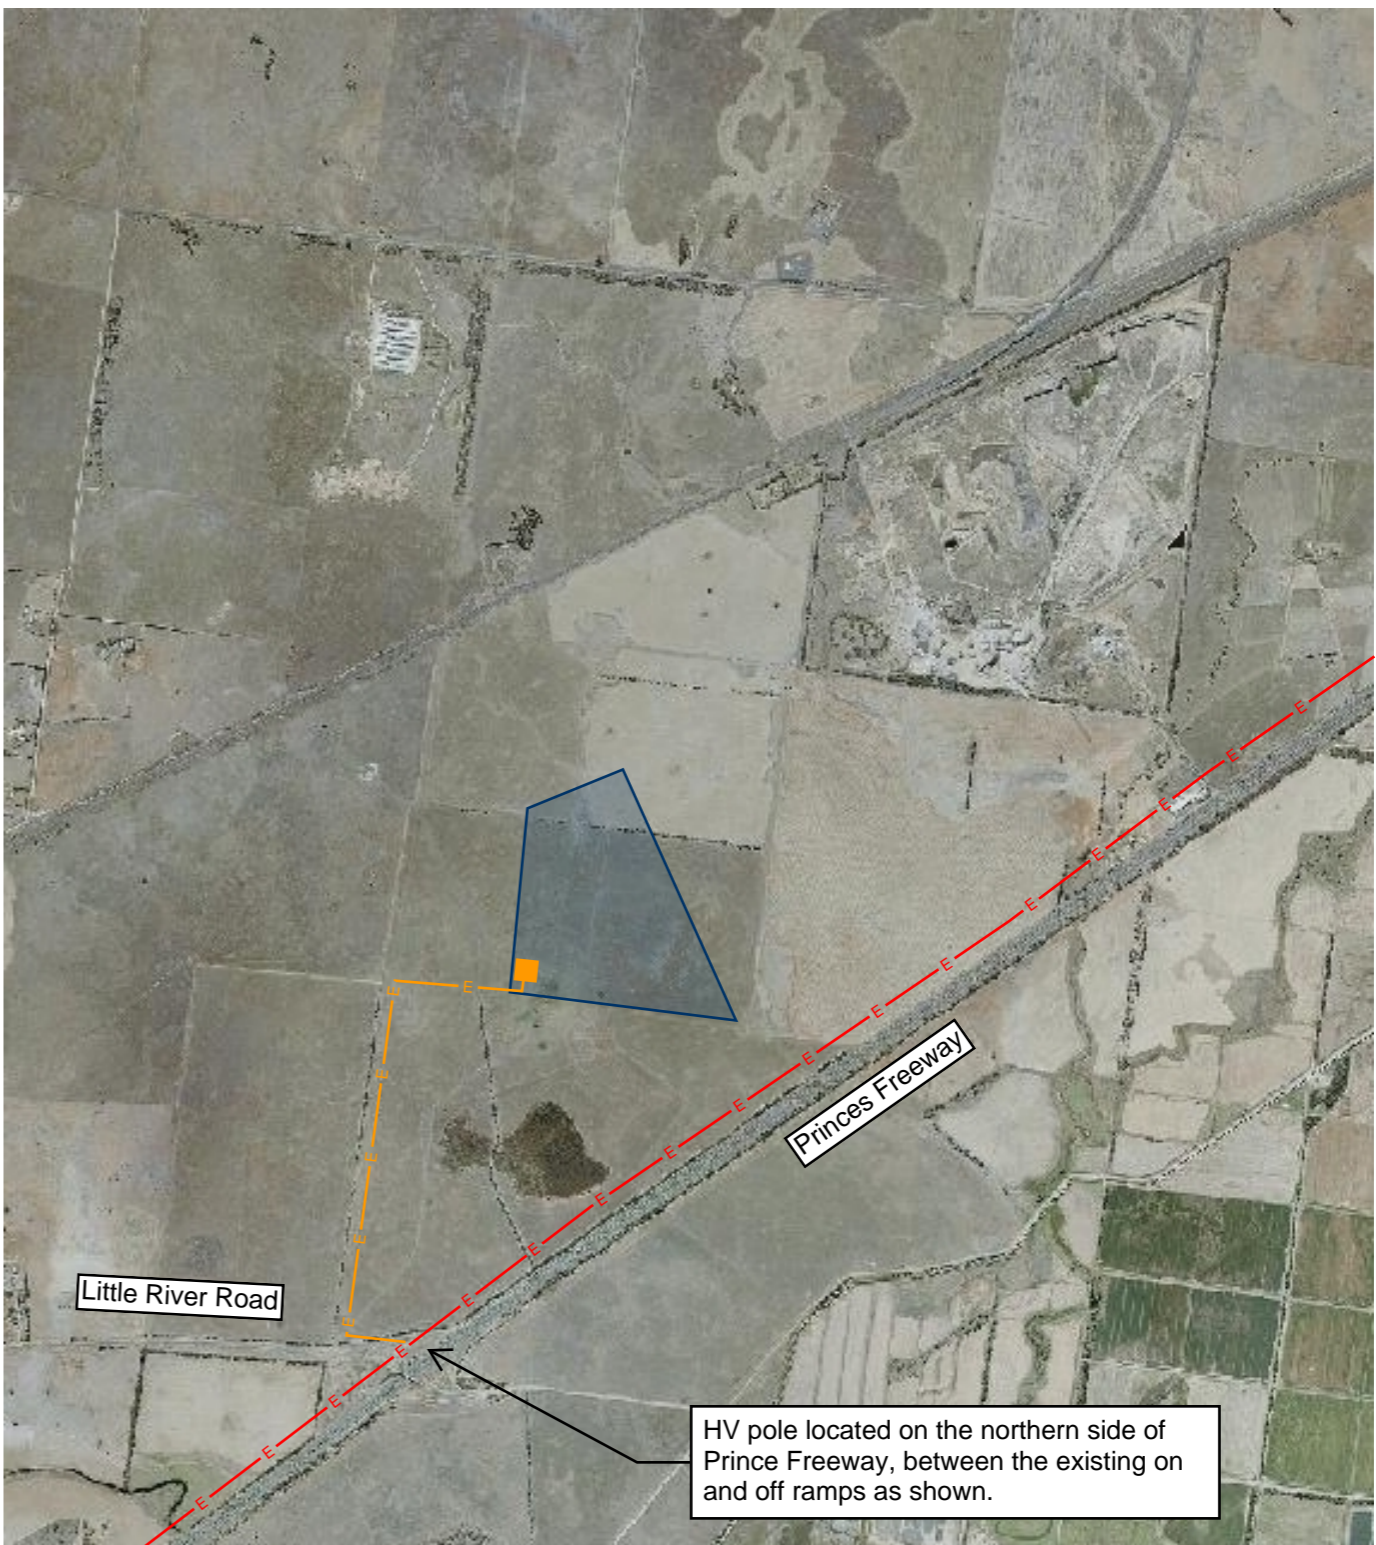 E
E
E
E
E
E
E
E
E
E
E
Princes Freeway
E
E
E
E
E
E
Little River Road
E
E
E
E
E
E
HV pole located on the northern side of
Prince Freeway, between the existing on
and off ramps as shown.